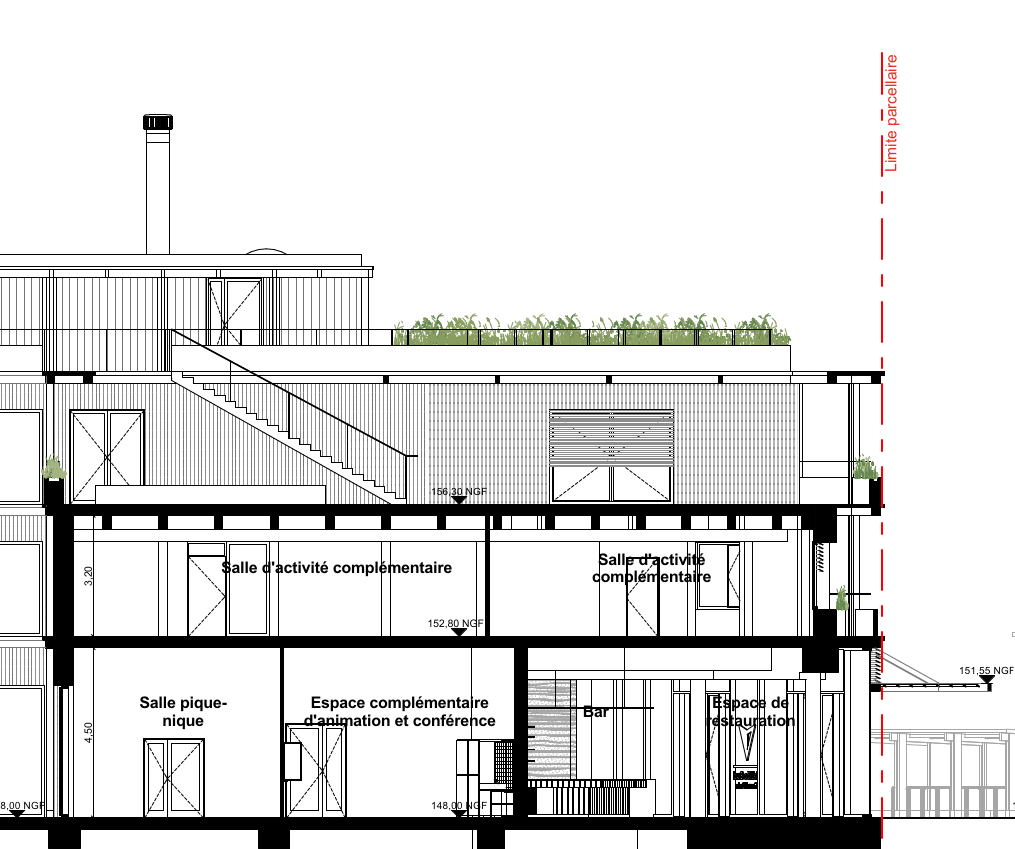 Limite parcellaire
156,30 NGF
Salle d'activité complémentaire
Salle d'activité
complémentaire
3,20
152,80 NGF
151,55 NGF
Salle pique-
nique
Espace complémentaire
d'animation et conférence
Bar
Espace de
restauration
4,50
8,00 NGF
148,00 NGF